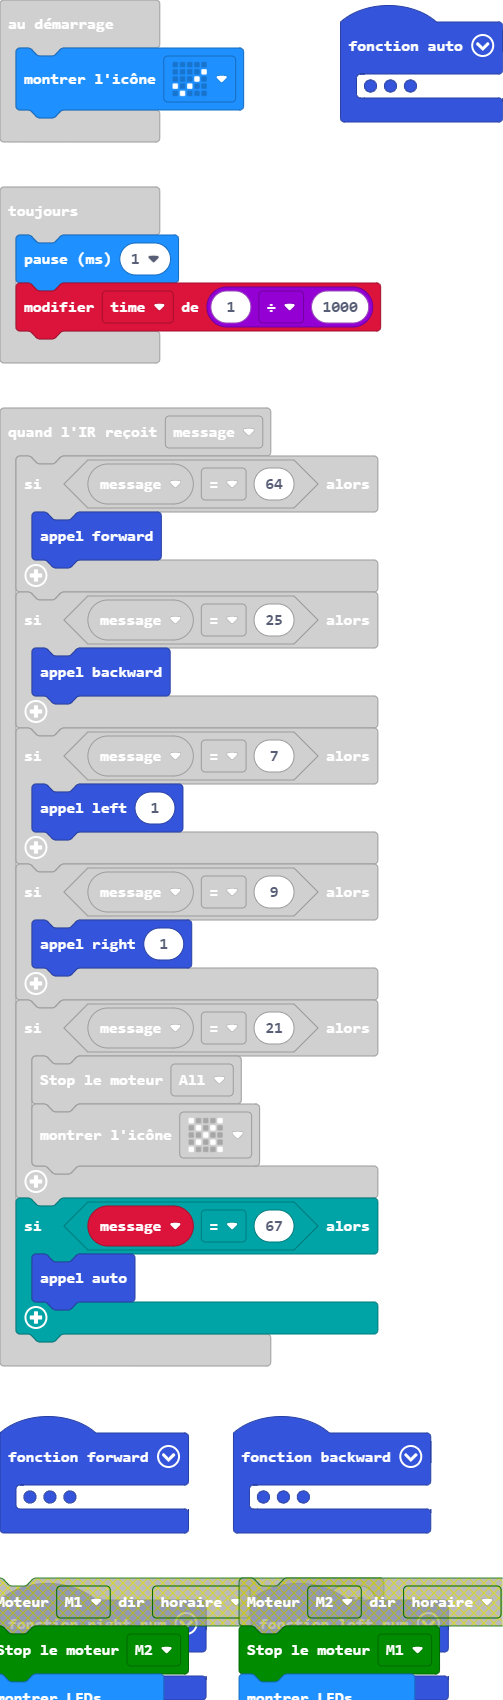 au démarrage
montrer l'icône
fonction auto
toujours
pause (ms) 1
modifier time de 1 ÷ 1000
quand l'IR reçoit message
si message = 64 alors
appel forward
si message = 25 alors
appel backward
si message = 7 alors
appel left 1
si message = 9 alors
appel right 1
si message = 21 alors
Stop le moteur All
montrer l'icône
si message = 67 alors
appel auto
fonction forward
fonction backward
Moteur M1 dir horaire
Moteur M2 dir horaire
Stop le moteur M2
Stop le moteur M1
montrer LEDs
montrer LEDs